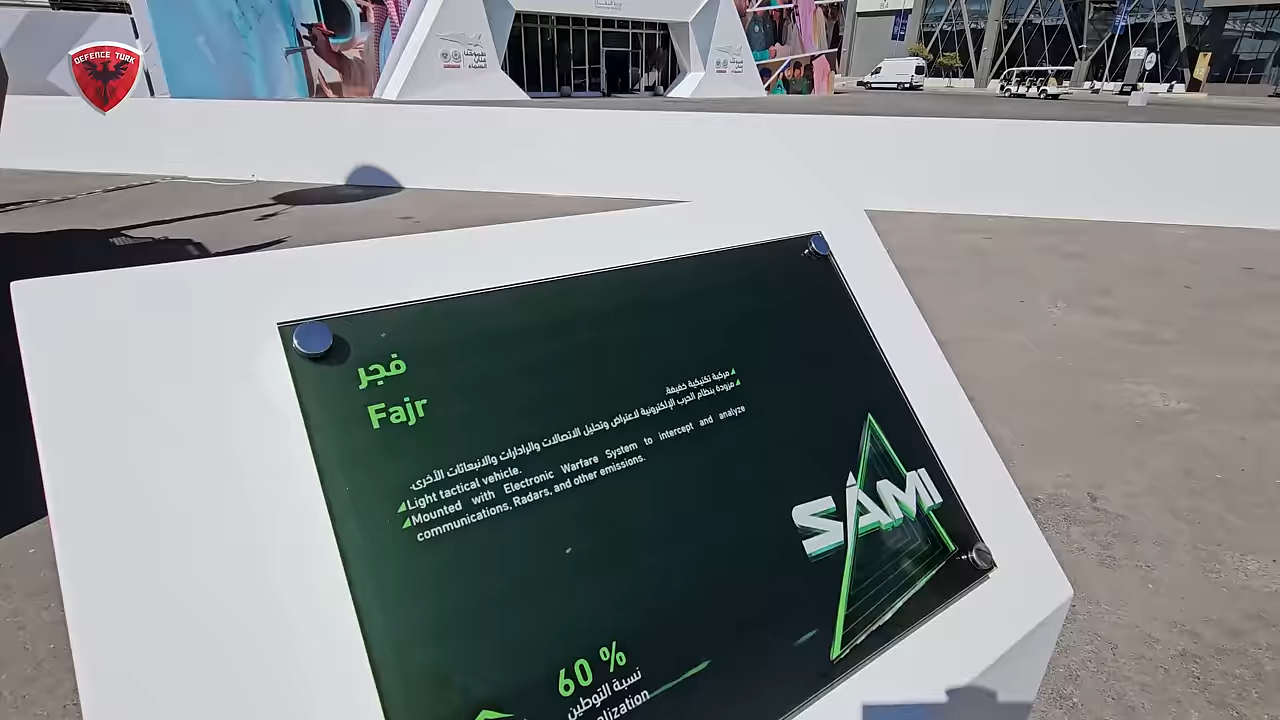 DEFENCE TURK
فجر
Fajr
مركبة تكتيكية خفيفة.
مزودة بنظام الحرب الإلكترونية لاعتراض وتحليل الاتصالات والرادارات والانبعاثات الأخرى.
Light tactical vehicle.
Mounted with Electronic Warfare System to intercept and analyze
communications, Radars, and other emissions.
SAMI
60 %
نسبة التوطين
alization